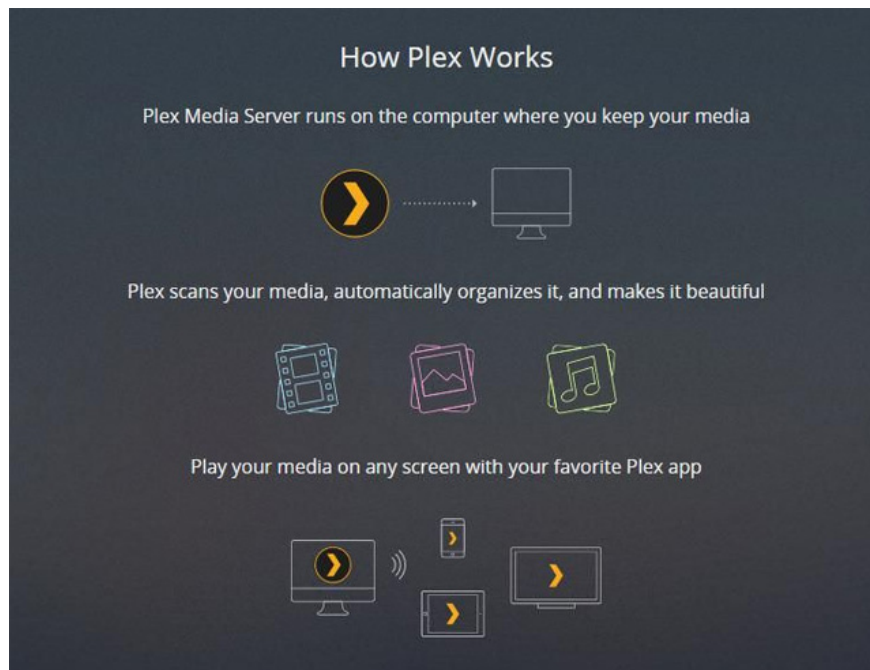 How Plex Works
Plex Media Server runs on the computer where you keep your media
Plex scans your media, automatically organizes it, and makes it beautiful
Play your media on any screen with your favorite Plex app